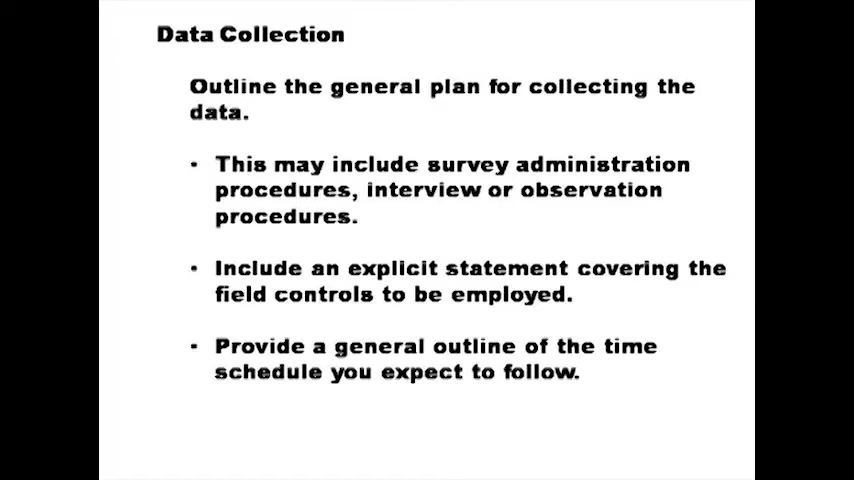 Data Collection
Outline the general plan for collecting the
data.
· This may include survey administration
procedures, interview or observation
procedures.
· Include an explicit statement covering the
field controls to be employed.
· Provide a general outline of the time
schedule you expect to follow.